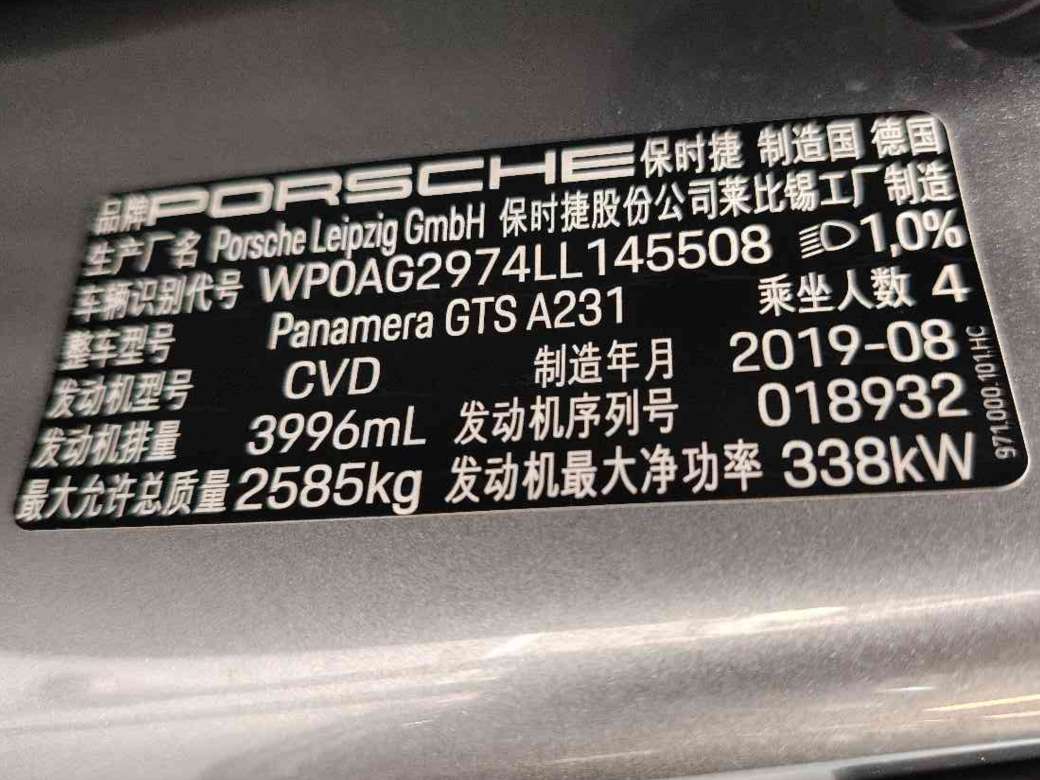 品牌 PORSCHE 保时捷 制造国 德国
生产厂名 Porsche Leipzig GmbH 保时捷股份公司莱比锡工厂制造
车辆识别代号 WP0AG2974LL145508 1,0%
整车型号 Panamera GTS A231 乘坐人数 4
发动机型号 CVD 制造年月 2019-08
发动机排量 3996mL 发动机序列号 018932
最大允许总质量 2585kg 发动机最大净功率 338kW
971.000.101.HC